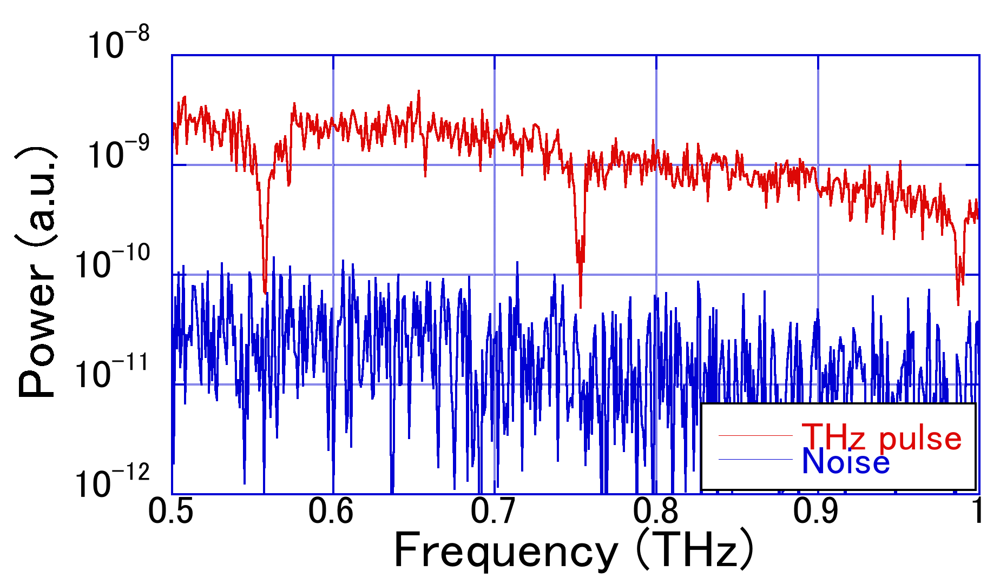 10⁻⁸
10⁻⁹
10⁻¹⁰
10⁻¹¹
10⁻¹²
Power (a.u.)
THz pulse
Noise
0.5 0.6 0.7 0.8 0.9 1
Frequency (THz)